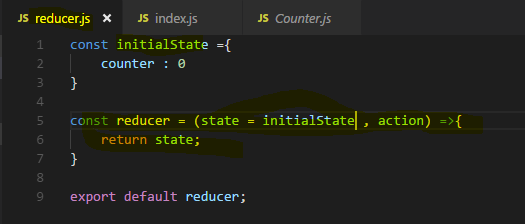 JS reducer.js × JS index.js JS Counter.js
1 const initialState ={
2 counter : 0
3 }
4
5 const reducer = (state = initialState , action) =>{
6 return state;
7 }
8
9 export default reducer;